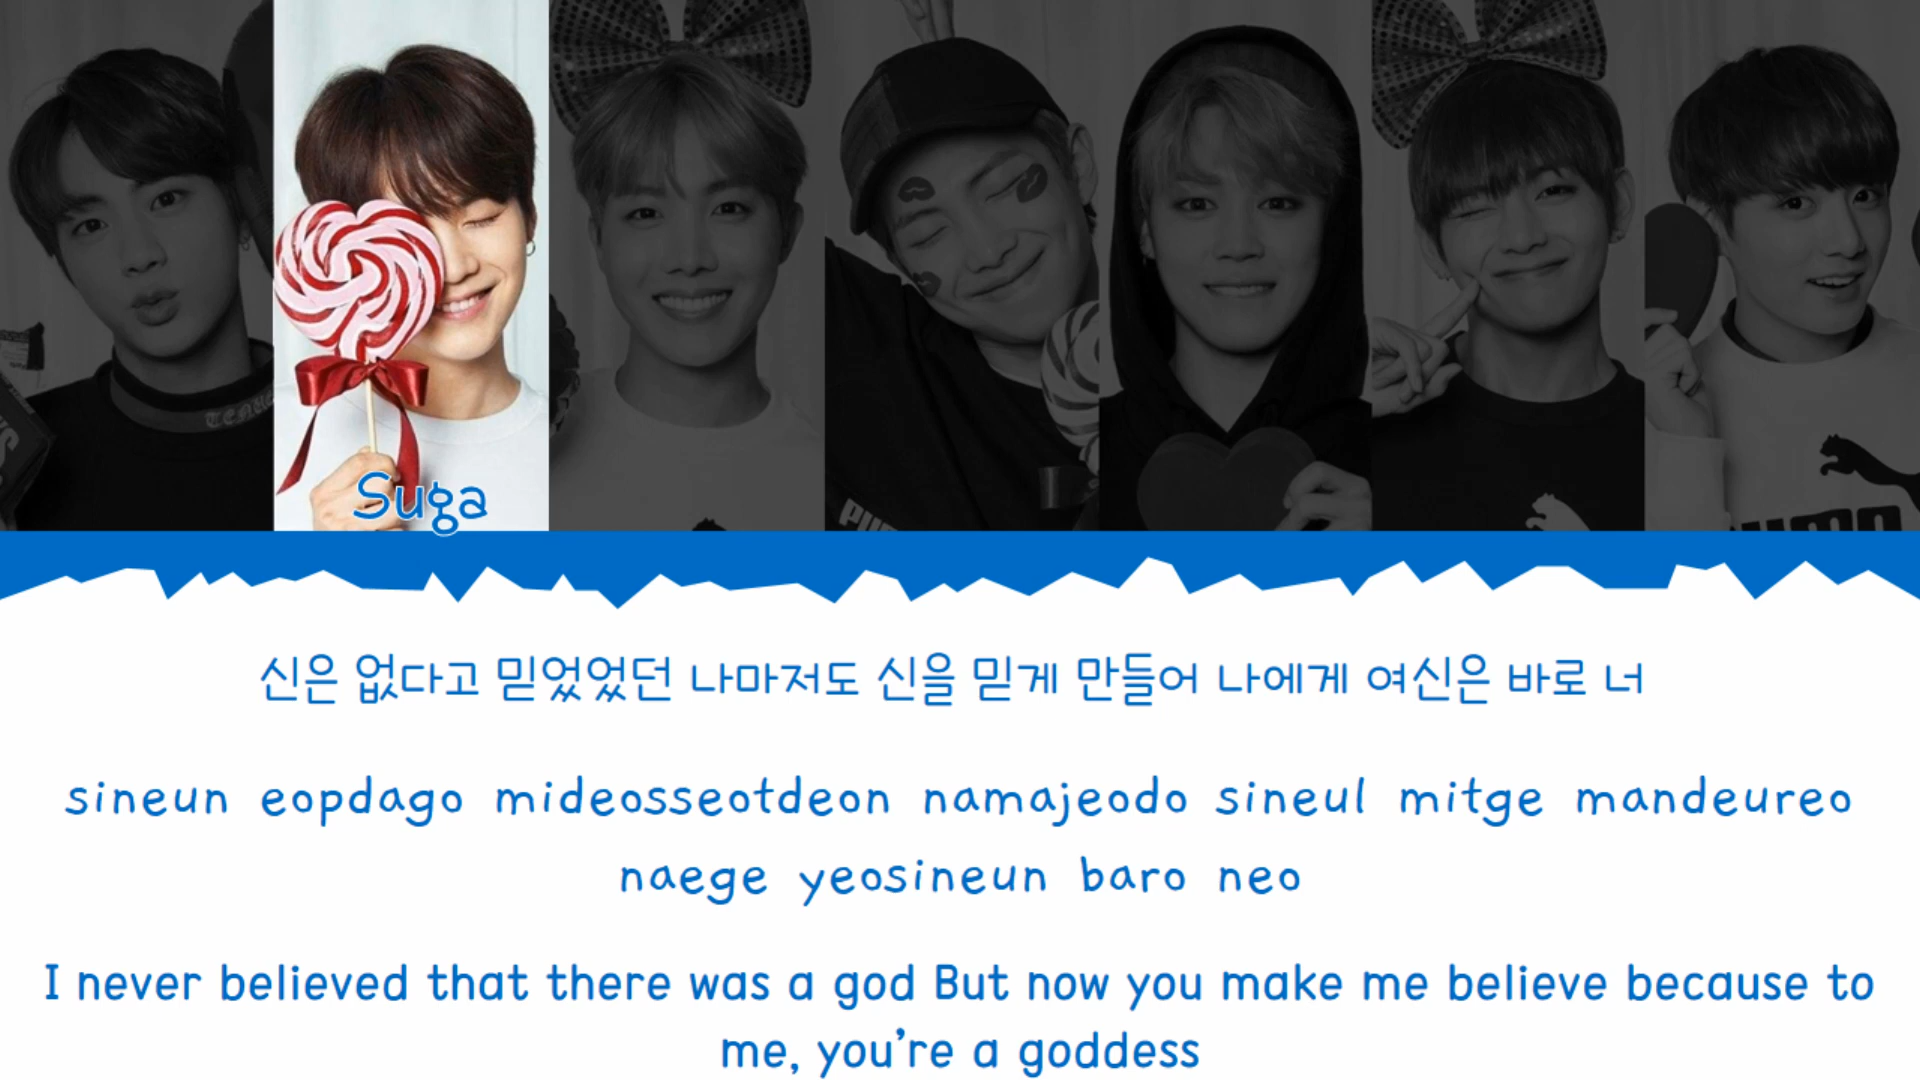 Suga
신은 없다고 믿었었던 나마저도 신을 믿게 만들어 나에게 여신은 바로 너
sineun eopdago mideosseotdeon namajeodo sineul mitge mandeureo
naege yeosineun baro neo
I never believed that there was a god But now you make me believe because to
me, you're a goddess